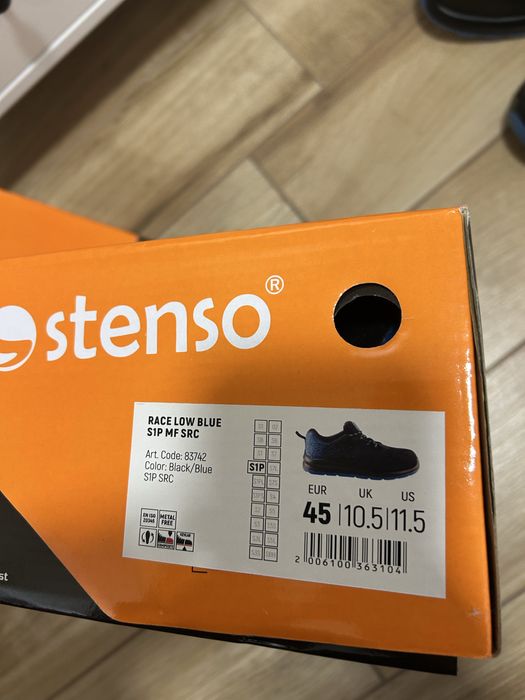 stenso®
RACE LOW BLUE
S1P MF SRC
Art. Code: 83742
Color: Black/Blue
S1P SRC
S1P
EN ISO
20345
METAL
FREE
EUR UK US
45 10.5 11.5
2 006100 363104
st